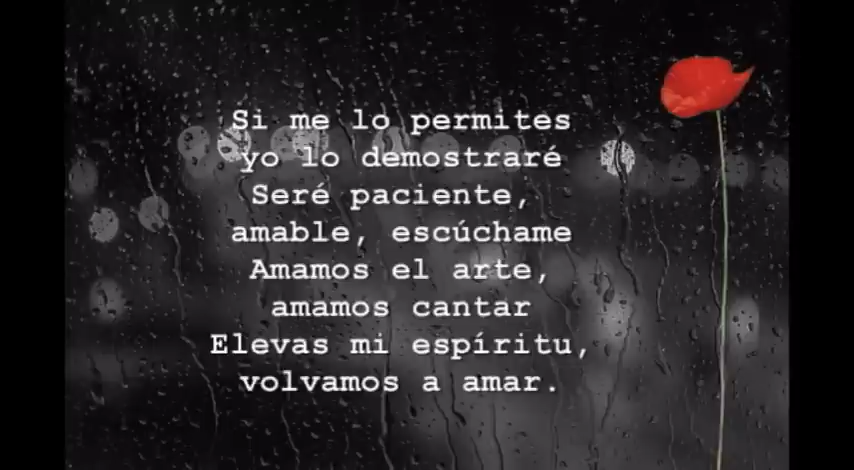 Si me lo permites
yo lo demostraré
Seré paciente,
amable, escúchame
Amamos el arte,
amamos cantar
Elevas mi espíritu,
volvamos a amar.